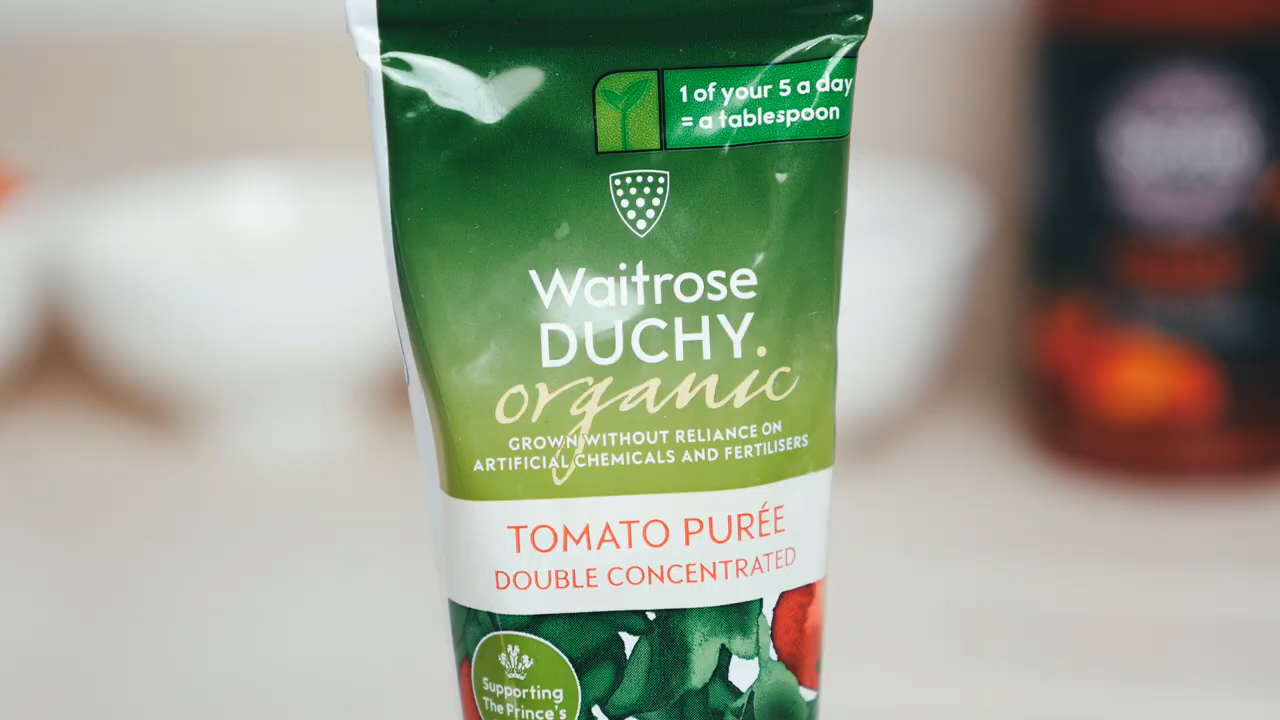 1 of your 5 a day
= a tablespoon
Waitrose
DUCHY
organic
GROWN WITHOUT RELIANCE ON
ARTIFICIAL CHEMICALS AND FERTILISERS
TOMATO PURÉE
DOUBLE CONCENTRATED
Supporting
The Prince's